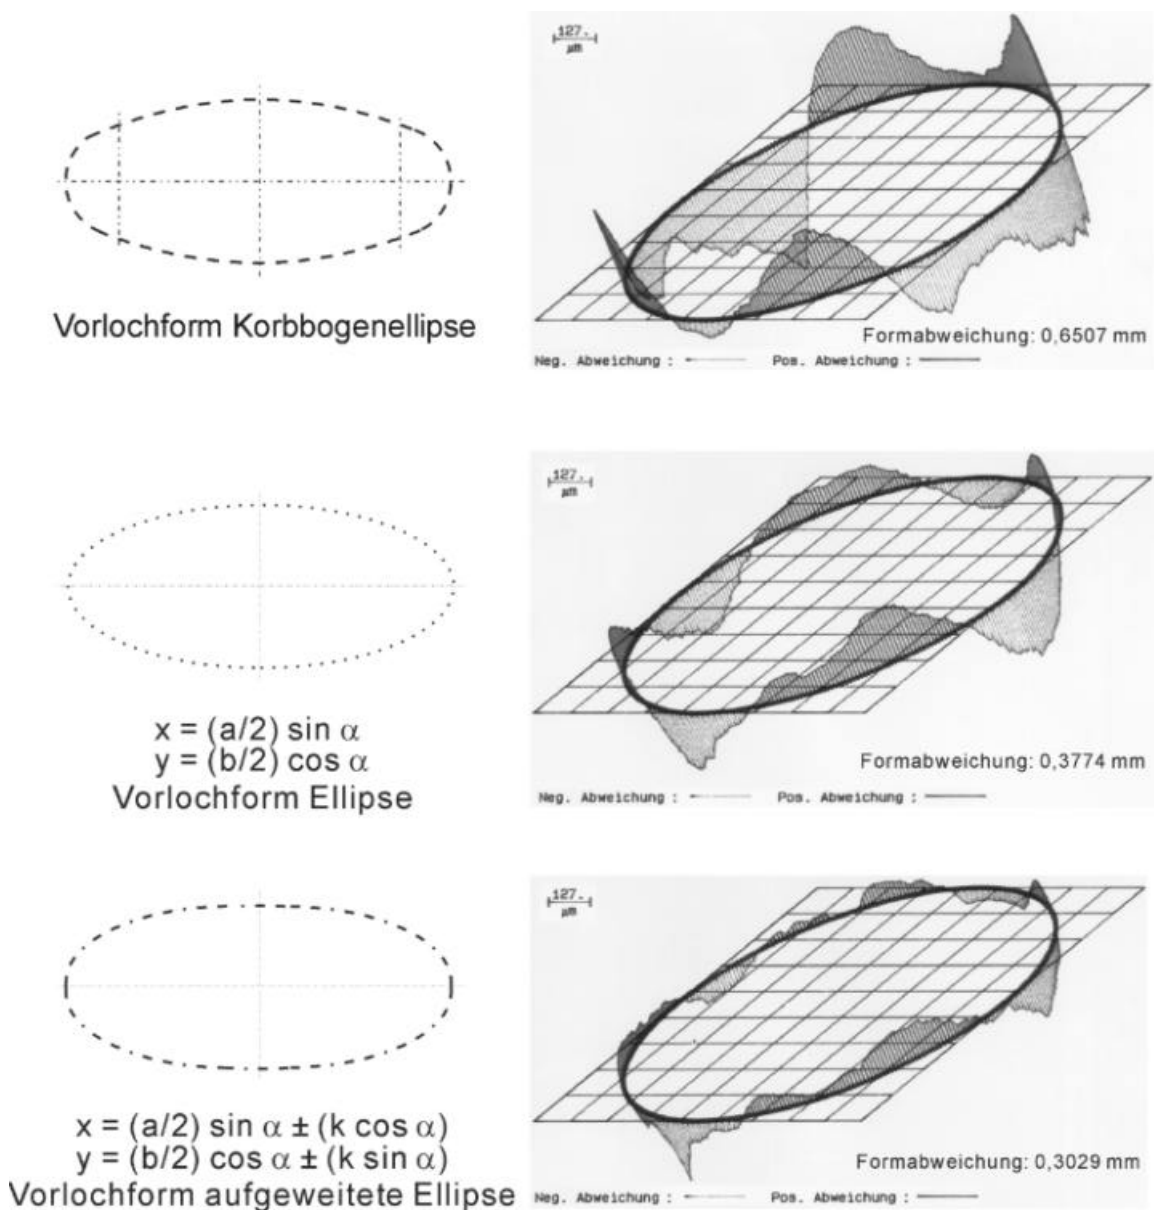 127.
µm
Vorlochform Korbbogenellipse
Formabweichung: 0,6507 mm
Neg. Abweichung : Pos. Abweichung :
127.
µm
x = (a/2) sin α
y = (b/2) cos α
Vorlochform Ellipse
Formabweichung: 0,3774 mm
Neg. Abweichung : Pos. Abweichung :
127.
µm
x = (a/2) sin α ± (k cos α)
y = (b/2) cos α ± (k sin α)
Vorlochform aufgeweitete Ellipse
Formabweichung: 0,3029 mm
Neg. Abweichung : Pos. Abweichung :